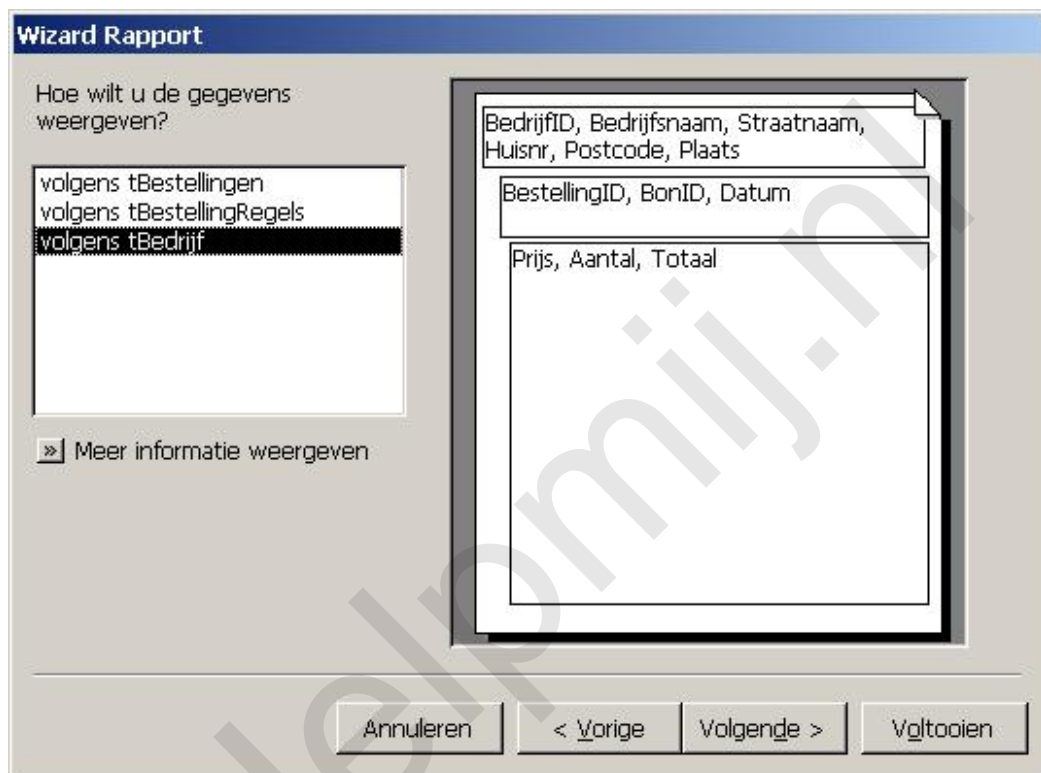 Wizard Rapport
Hoe wilt u de gegevens
weergeven?
volgens tBestellingen
volgens tBestellingRegels
volgens tBedrijf
» Meer informatie weergeven
BedrijfID, Bedrijfsnaam, Straatnaam,
Huisnr, Postcode, Plaats
BestellingID, BonID, Datum
Prijs, Aantal, Totaal
Annuleren
< Vorige
Volgende >
Voltooien
elpmij.nl